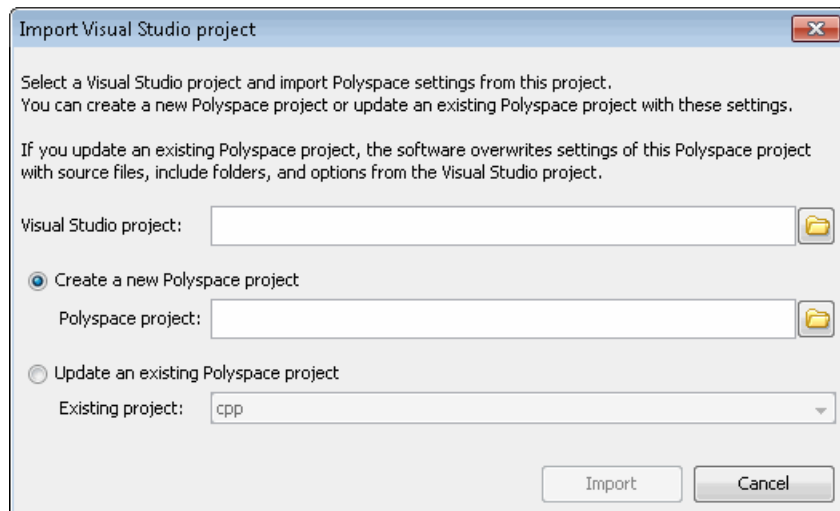 Import Visual Studio project
Select a Visual Studio project and import Polyspace settings from this project.
You can create a new Polyspace project or update an existing Polyspace project with these settings.
If you update an existing Polyspace project, the software overwrites settings of this Polyspace project
with source files, include folders, and options from the Visual Studio project.
Visual Studio project:
Create a new Polyspace project
Polyspace project:
Update an existing Polyspace project
Existing project: cpp
Import Cancel